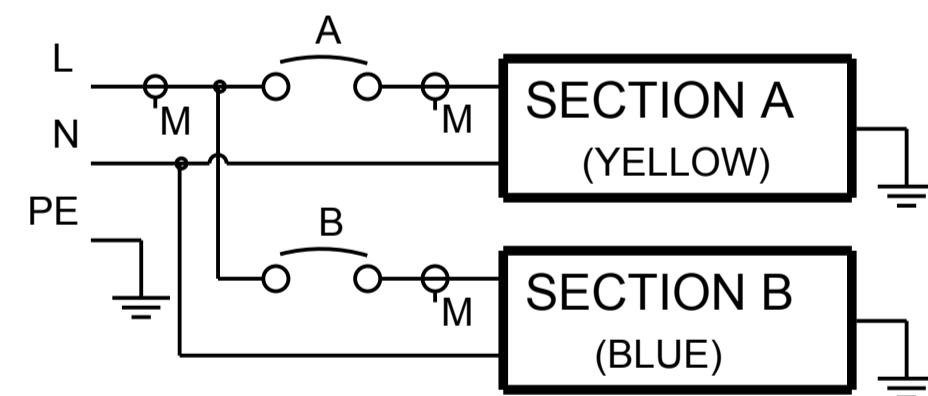 A
L
M
M
SECTION A
(YELLOW)
N
PE
B
M
SECTION B
(BLUE)